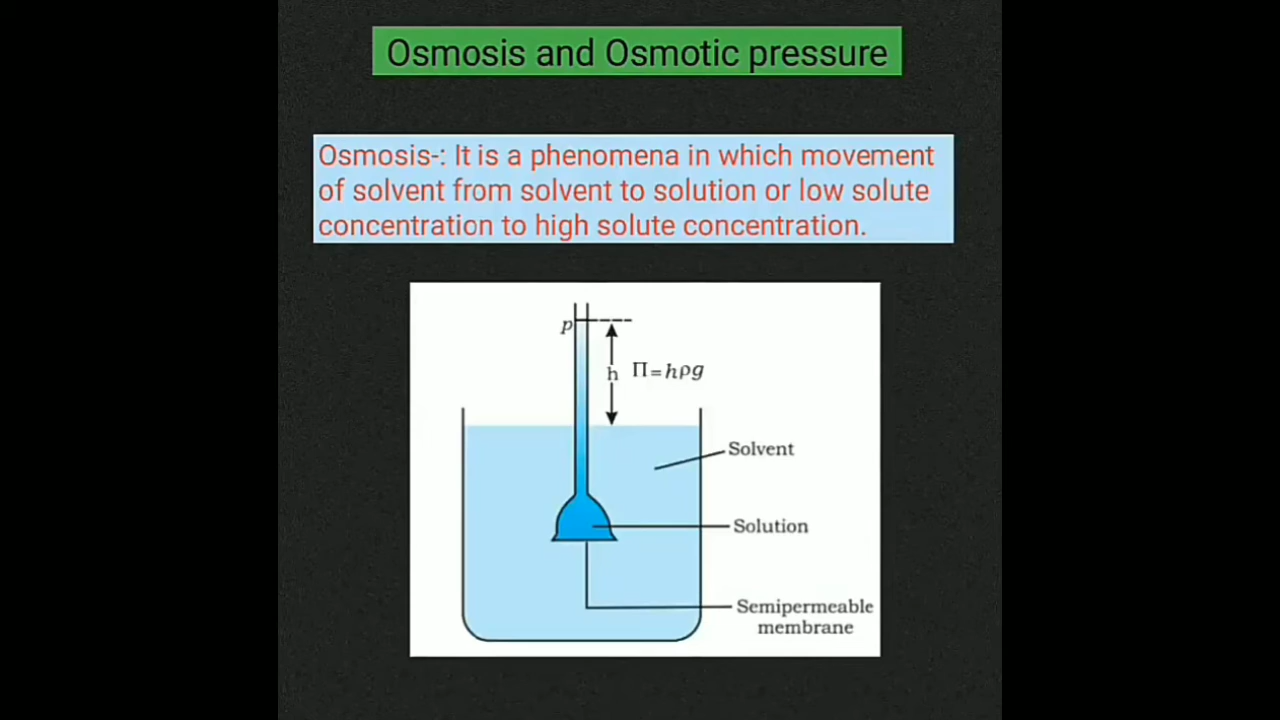 Osmosis and Osmotic pressure
Osmosis-: It is a phenomena in which movement
of solvent from solvent to solution or low solute
concentration to high solute concentration.
p
h Π=hρg
Solvent
Solution
Semipermeable
membrane